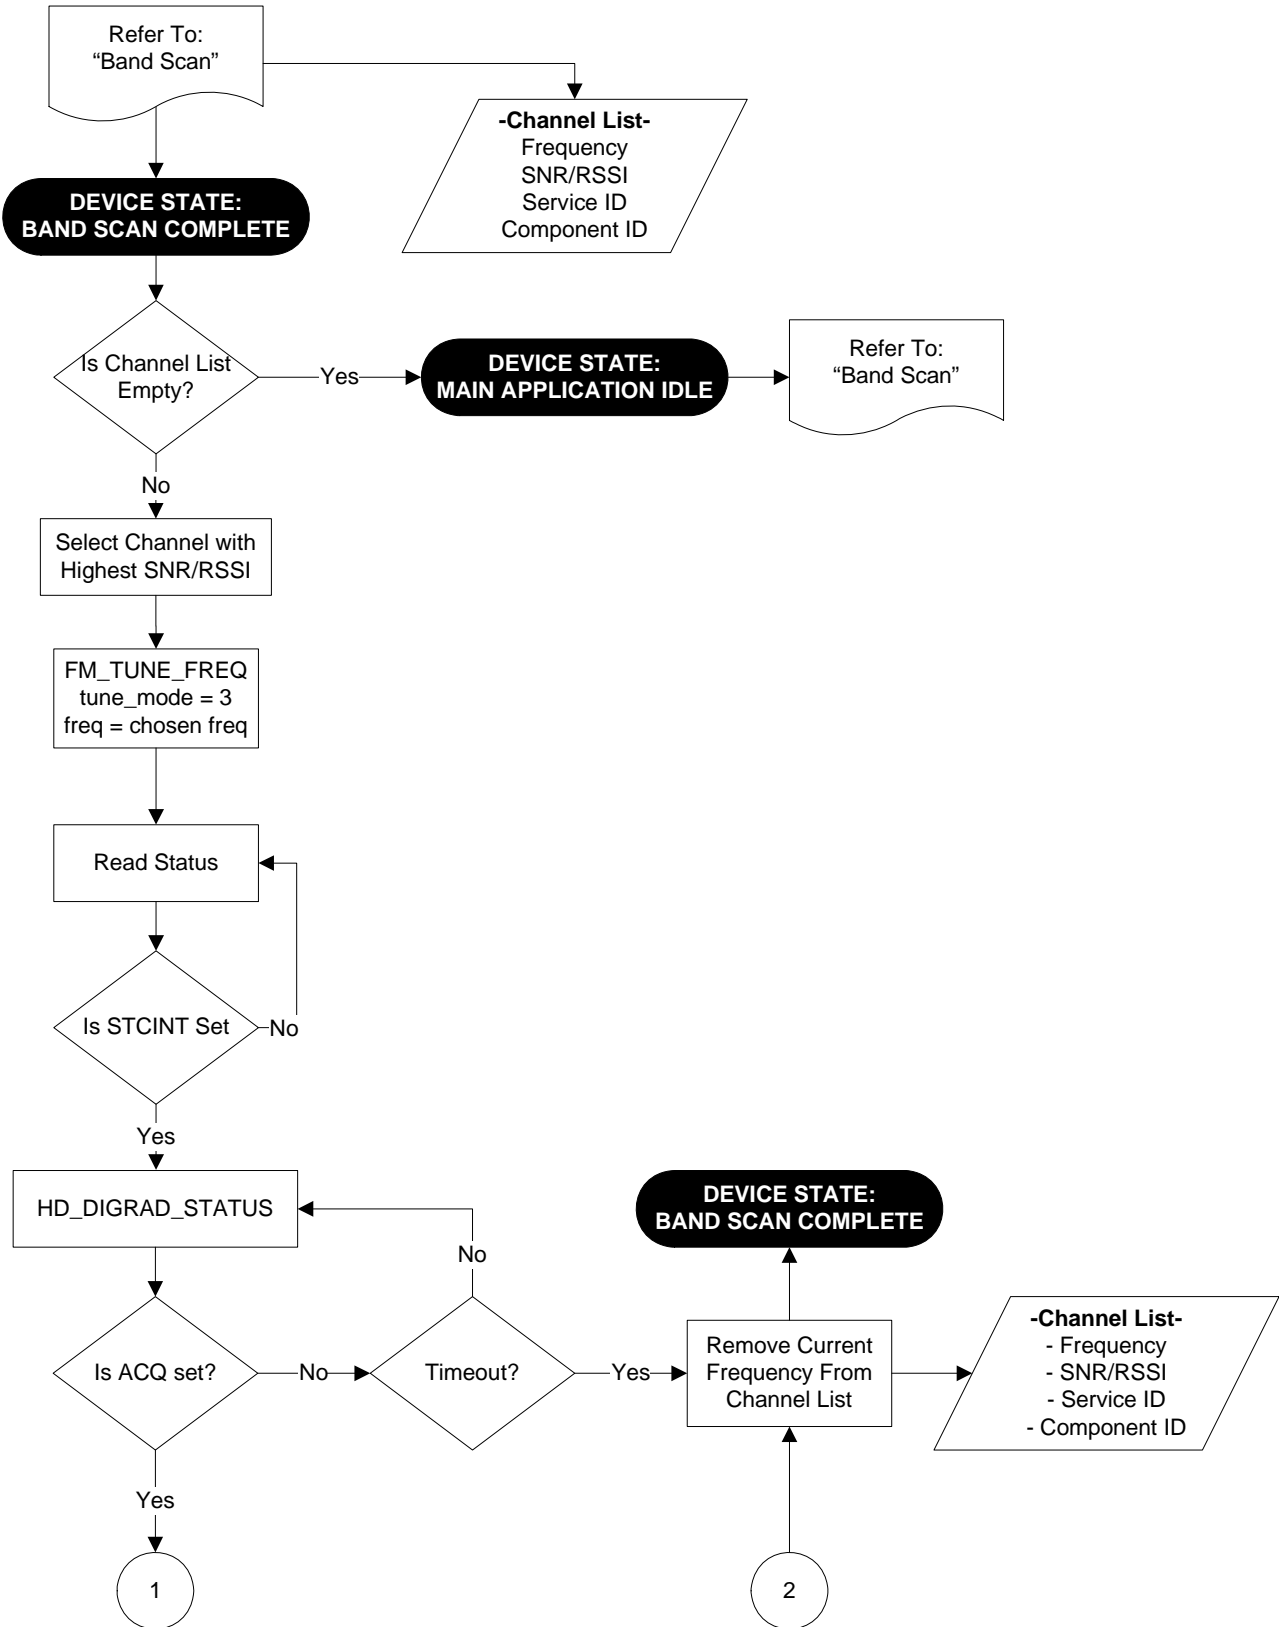 Refer To:
“Band Scan”
-Channel List-
Frequency
SNR/RSSI
Service ID
Component ID
DEVICE STATE:
BAND SCAN COMPLETE
Is Channel List
Empty?
Yes
DEVICE STATE:
MAIN APPLICATION IDLE
Refer To:
“Band Scan”
No
Select Channel with
Highest SNR/RSSI
FM_TUNE_FREQ
tune_mode = 3
freq = chosen freq
Read Status
Is STCINT Set
No
Yes
HD_DIGRAD_STATUS
No
DEVICE STATE:
BAND SCAN COMPLETE
Is ACQ set?
No
Timeout?
Yes
Remove Current
Frequency From
Channel List
-Channel List-
- Frequency
- SNR/RSSI
- Service ID
- Component ID
Yes
1
2